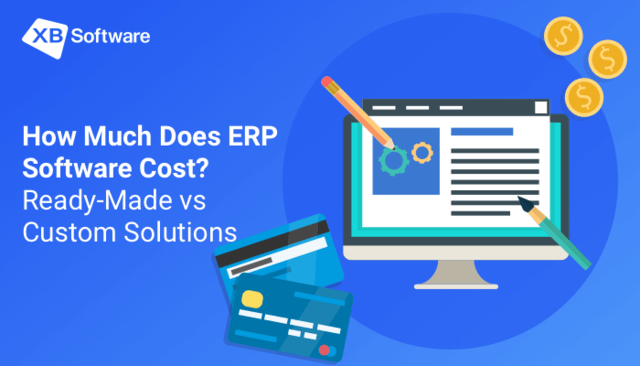 XB Software
How Much Does ERP
Software Cost?
Ready-Made vs
Custom Solutions
$
$
$